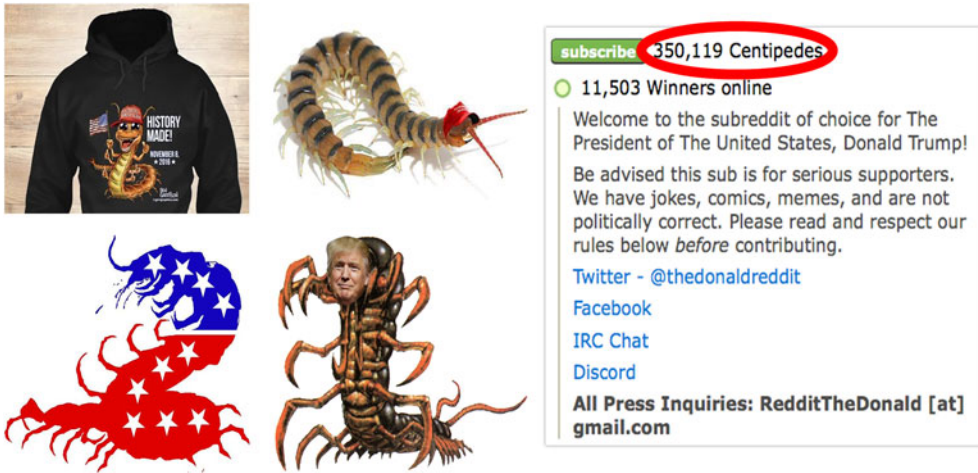 HISTORY
MADE!
NOVEMBER 8,
★ 2016 ★
subscribe
350,119 Centipedes
11,503 Winners online
Welcome to the subreddit of choice for The
President of The United States, Donald Trump!
Be advised this sub is for serious supporters.
We have jokes, comics, memes, and are not
politically correct. Please read and respect our
rules below before contributing.
Twitter - @thedonaldreddit
Facebook
IRC Chat
Discord
All Press Inquiries: RedditTheDonald [at]
gmail.com